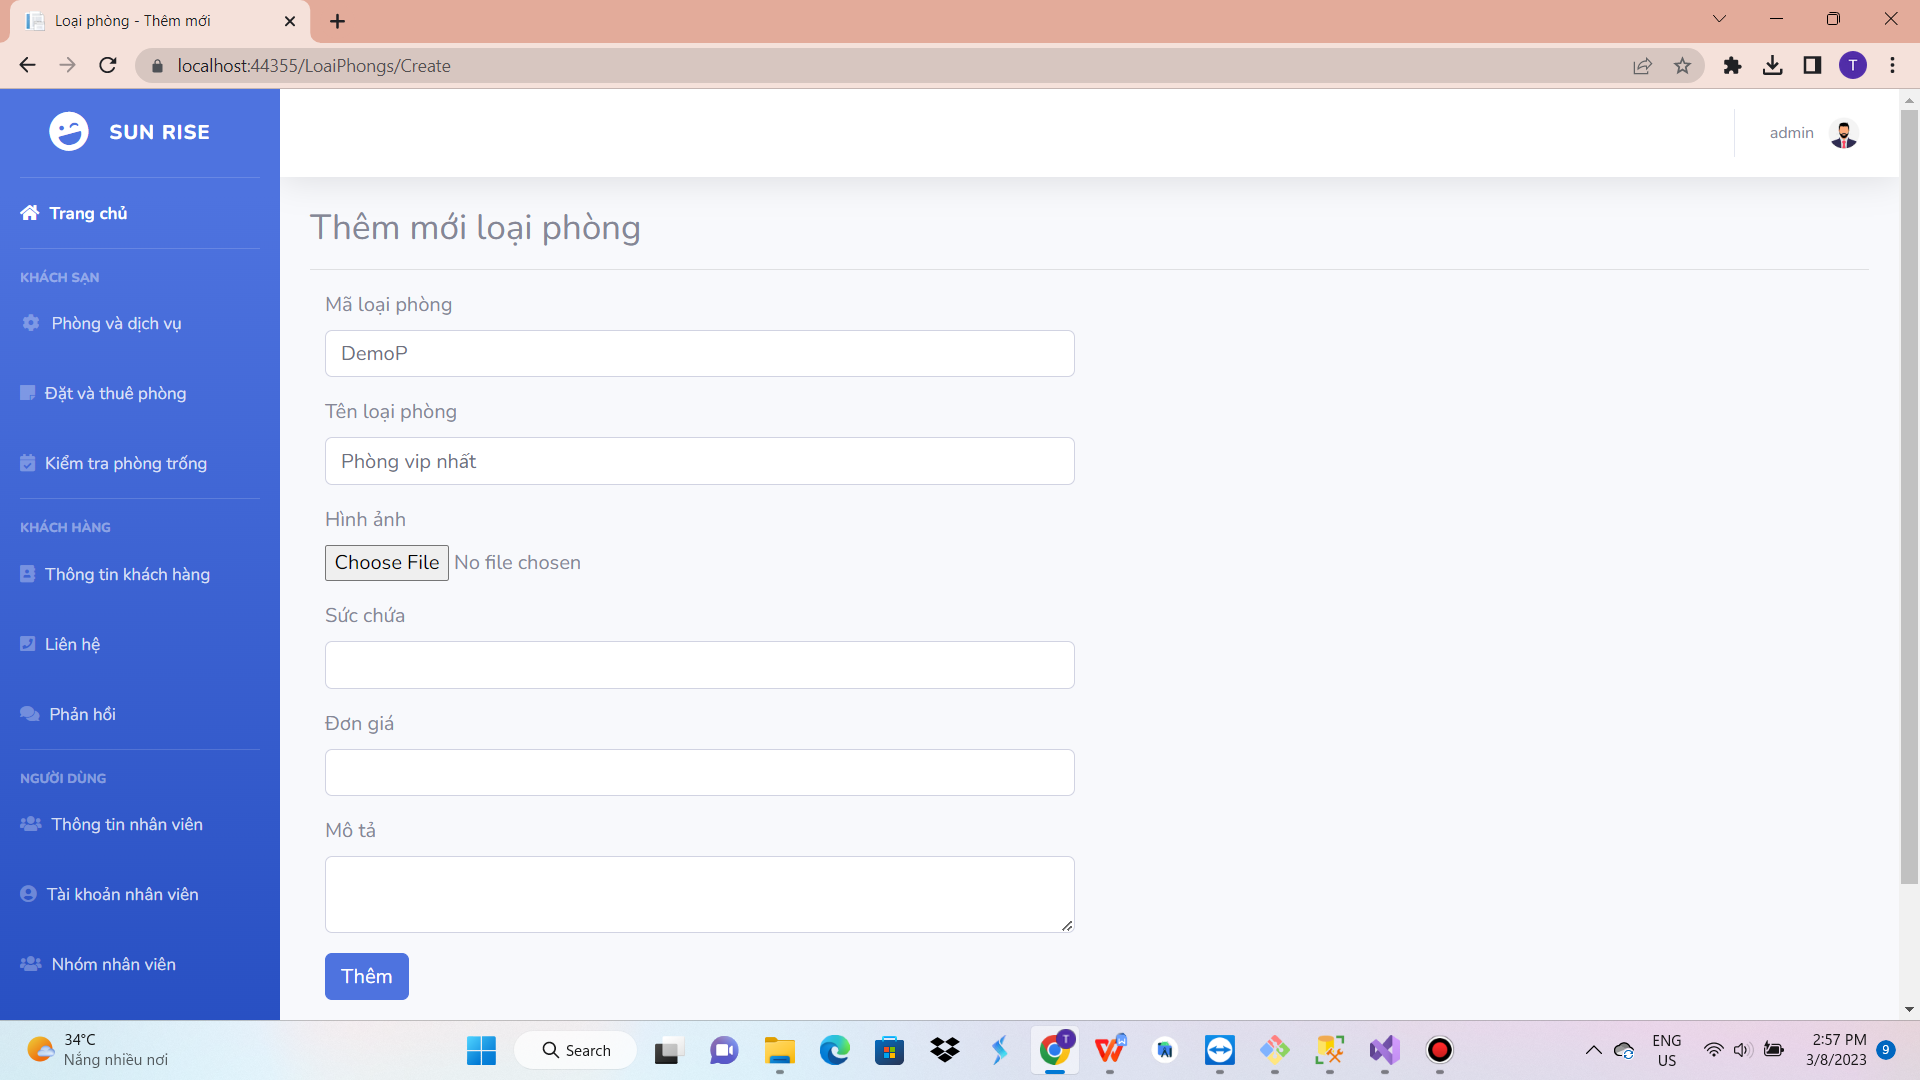 Loại phòng - Thêm mới
localhost:44355/LoaiPhongs/Create
T
SUN RISE
admin
Trang chủ
KHÁCH SẠN
Phòng và dịch vụ
Đặt và thuê phòng
Kiểm tra phòng trống
KHÁCH HÀNG
Thông tin khách hàng
Liên hệ
Phản hồi
NGƯỜI DÙNG
Thông tin nhân viên
Tài khoản nhân viên
Nhóm nhân viên
Thêm mới loại phòng
Mã loại phòng
DemoP
Tên loại phòng
Phòng vip nhất
Hình ảnh
Choose File No file chosen
Sức chứa
Đơn giá
Mô tả
Thêm
34°C
Nắng nhiều nơi
Search
T
AI
ENG
US
2:57 PM
3/8/2023
9